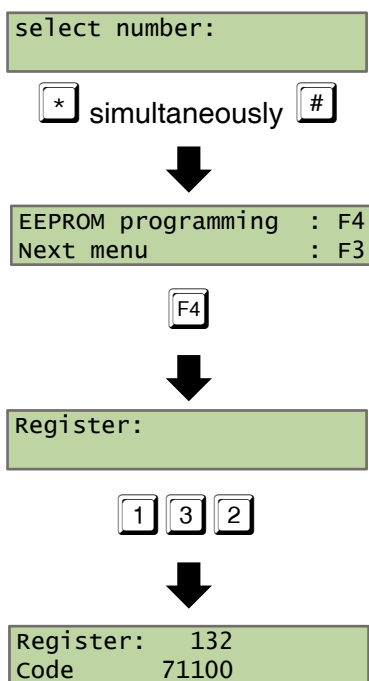 select number:
* simultaneously #
EEPROM programming : F4
Next menu : F3
F4
Register:
1 3 2
Register: 132
Code 71100